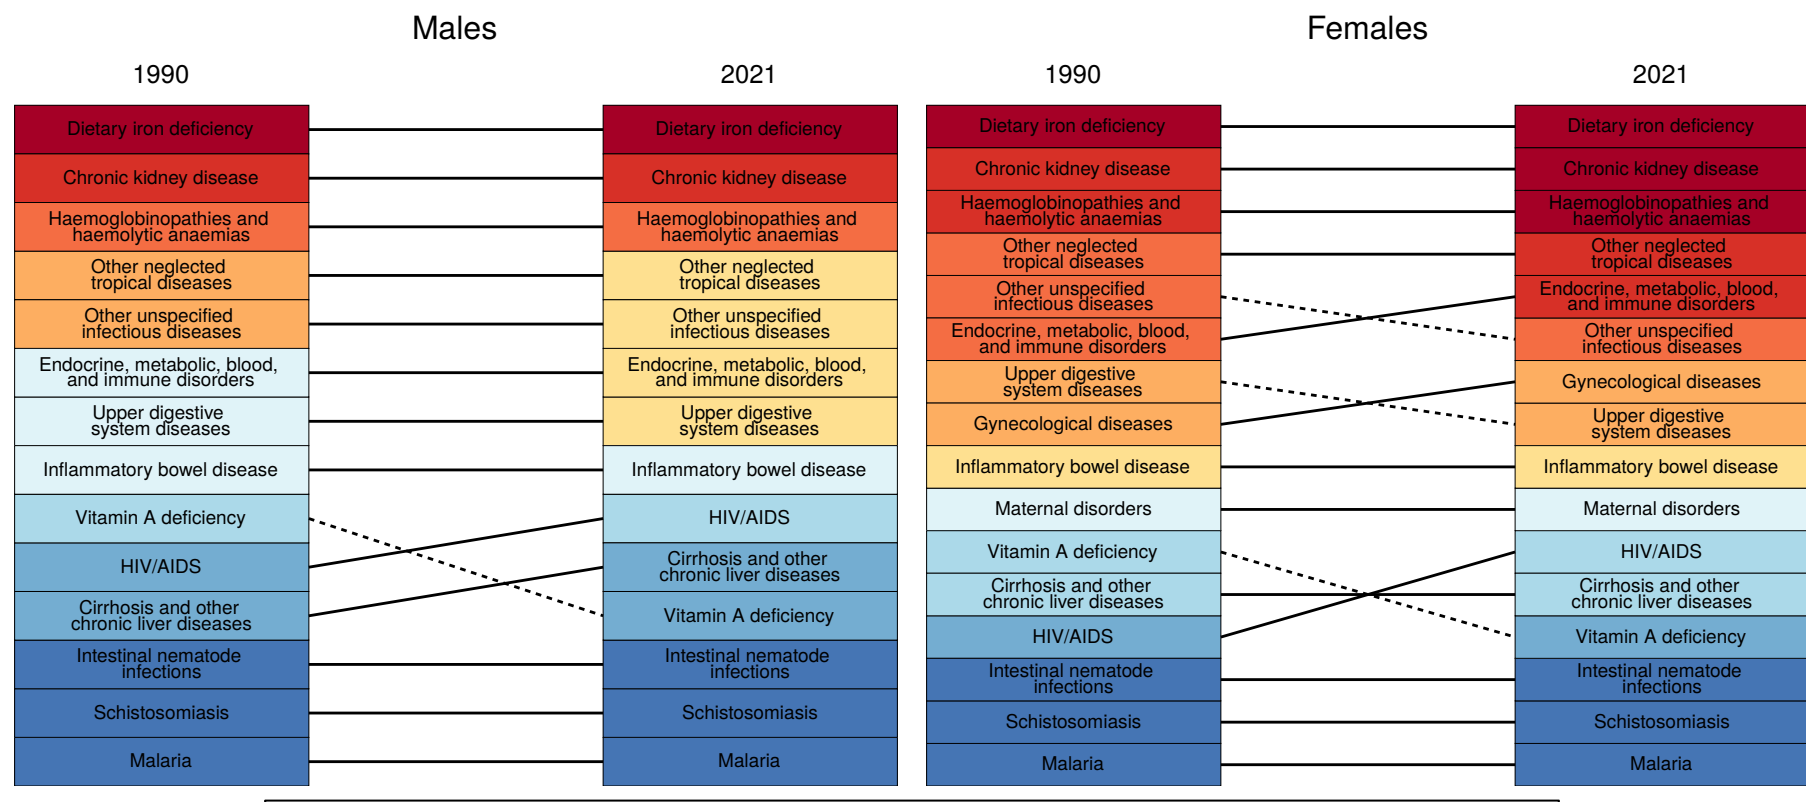 Males
Females
1990
2021
1990
2021
Dietary iron deficiency
Chronic kidney disease
Haemoglobinopathies and
haemolytic anaemias
Other neglected
tropical diseases
Other unspecified
infectious diseases
Endocrine, metabolic, blood,
and immune disorders
Upper digestive
system diseases
Inflammatory bowel disease
Vitamin A deficiency
HIV/AIDS
Cirrhosis and other
chronic liver diseases
Intestinal nematode
infections
Schistosomiasis
Malaria
Dietary iron deficiency
Chronic kidney disease
Haemoglobinopathies and
haemolytic anaemias
Other neglected
tropical diseases
Other unspecified
infectious diseases
Endocrine, metabolic, blood,
and immune disorders
Upper digestive
system diseases
Inflammatory bowel disease
HIV/AIDS
Cirrhosis and other
chronic liver diseases
Vitamin A deficiency
Intestinal nematode
infections
Schistosomiasis
Malaria
Dietary iron deficiency
Chronic kidney disease
Haemoglobinopathies and
haemolytic anaemias
Other neglected
tropical diseases
Other unspecified
infectious diseases
Endocrine, metabolic, blood,
and immune disorders
Upper digestive
system diseases
Gynecological diseases
Inflammatory bowel disease
Maternal disorders
Vitamin A deficiency
Cirrhosis and other
chronic liver diseases
HIV/AIDS
Intestinal nematode
infections
Schistosomiasis
Malaria
Dietary iron deficiency
Chronic kidney disease
Haemoglobinopathies and
haemolytic anaemias
Other neglected
tropical diseases
Endocrine, metabolic, blood,
and immune disorders
Other unspecified
infectious diseases
Gynecological diseases
Upper digestive
system diseases
Inflammatory bowel disease
Maternal disorders
HIV/AIDS
Cirrhosis and other
chronic liver diseases
Vitamin A deficiency
Intestinal nematode
infections
Schistosomiasis
Malaria